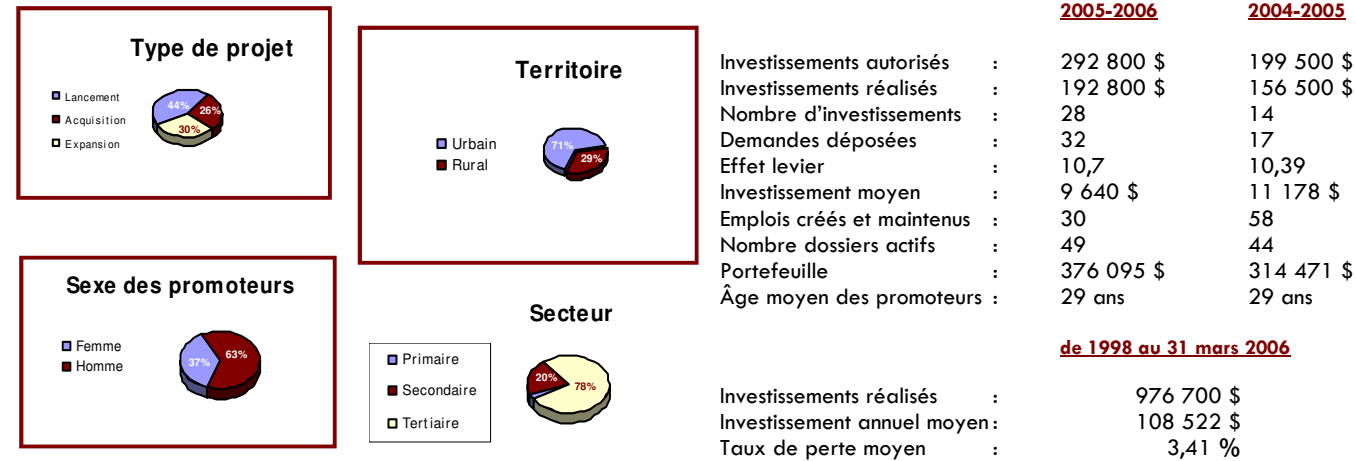 Type de projet
Lancement
Acquisition
Expansion
44%
26%
30%
Territoire
Urbain
Rural
71%
29%
Sexe des promoteurs
Femme
Homme
37%
63%
Secteur
Primaire
Secondaire
Tertiaire
20%
78%
2005-2006 2004-2005
Investissements autorisés : 292 800 $ 199 500 $
Investissements réalisés : 192 800 $ 156 500 $
Nombre d'investissements : 28 14
Demandes déposées : 32 17
Effet levier : 10,7 10,39
Investissement moyen : 9 640 $ 11 178 $
Emplois créés et maintenus : 30 58
Nombre dossiers actifs : 49 44
Portefeuille : 376 095 $ 314 471 $
Âge moyen des promoteurs : 29 ans 29 ans
de 1998 au 31 mars 2006
Investissements réalisés : 976 700 $
Investissement annuel moyen: 108 522 $
Taux de perte moyen : 3,41 %